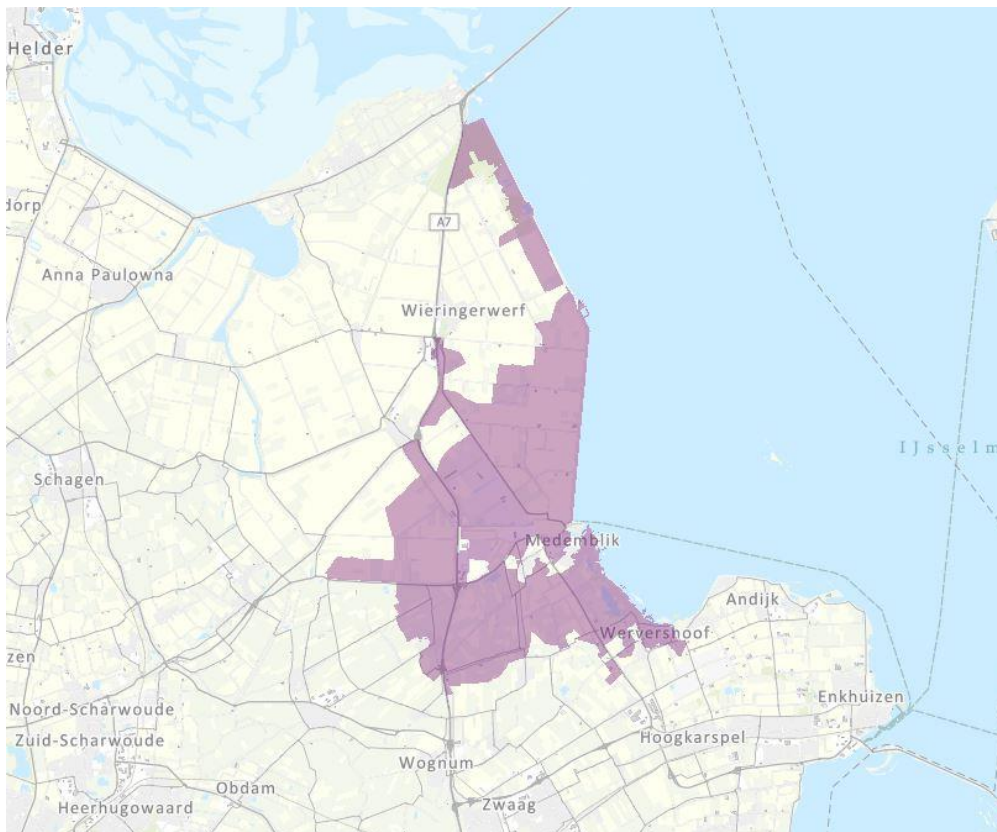 Helder
dorp
A7
Anna Paulowna
Wieringerwerf
IJsselm
Schagen
Medemblik
Andijk
Wervershoof
zen
Enkhuizen
Noord-Scharwoude
Hoogkarspel
Zuid-Scharwoude
Wognum
Obdam
Heerhugowaard
Zwaag